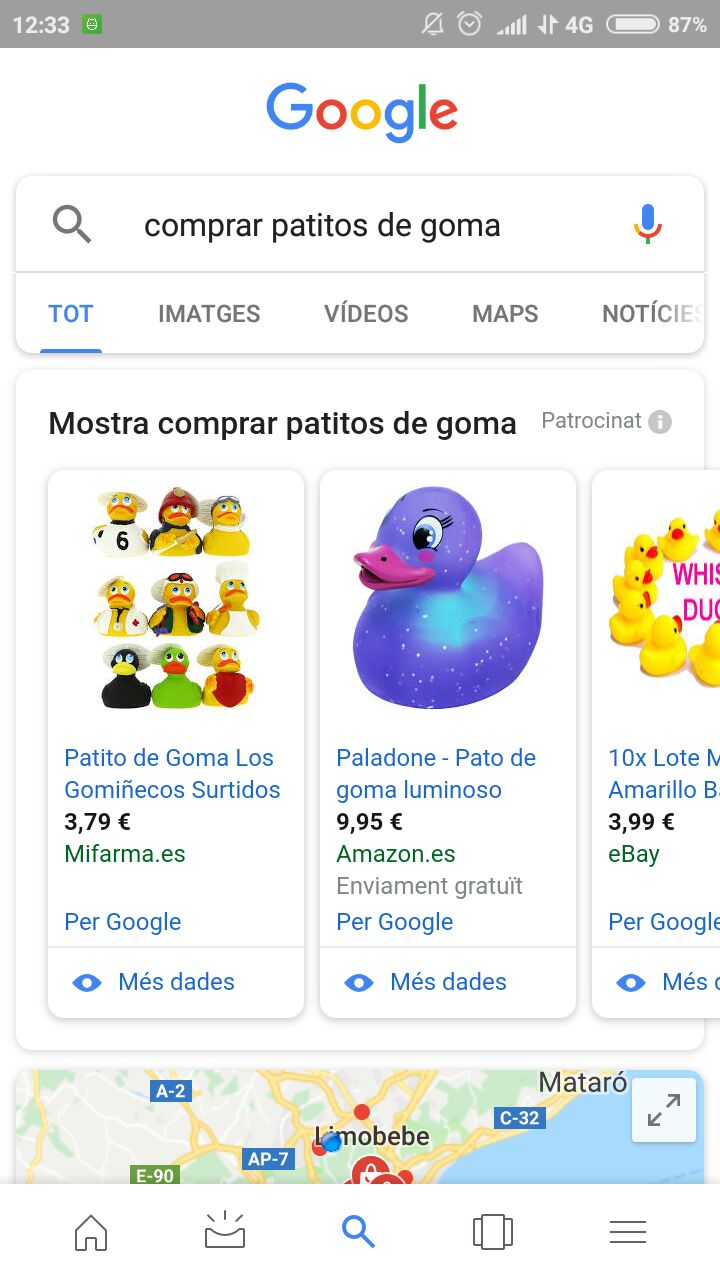 12:33 4G 87%
Google
comprar patitos de goma
TOT IMATGES VÍDEOS MAPS NOTÍCIES
Mostra comprar patitos de goma Patrocinat
6
WHIS
DUC
Patito de Goma Los
Gomiñecos Surtidos
3,79 €
Mifarma.es
Per Google
Més dades
Paladone - Pato de
goma luminoso
9,95 €
Amazon.es
Enviament gratuït
Per Google
Més dades
10x Lote M
Amarillo B
3,99 €
eBay
Per Google
Més d
Mataró
A-2
C-32
Limobebe
AP-7
E-90